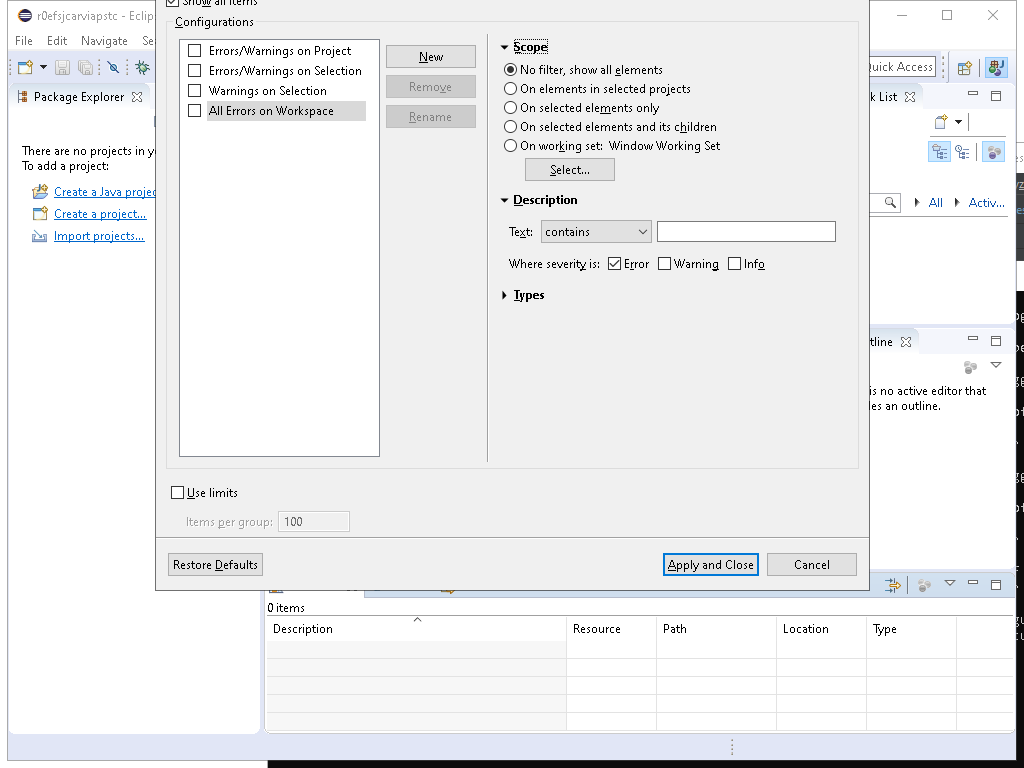 r0efsjcarviapstc - Eclip
Show all items
File Edit Navigate Se
Configurations
Errors/Warnings on Project
Errors/Warnings on Selection
Warnings on Selection
All Errors on Workspace
New
Remove
Rename
Scope
No filter, show all elements
On elements in selected projects
On selected elements only
On selected elements and its children
On working set: Window Working Set
Select...
Description
Text: contains
Where severity is: Error Warning Info
Types
Quick Access
Package Explorer
k List
There are no projects in y
To add a project:
Create a Java projec
Create a project...
Import projects...
All Activ...
tline
is no active editor that
les an outline.
Use limits
Items per group: 100
Restore Defaults
Apply and Close
Cancel
0 items
Description Resource Path Location Type